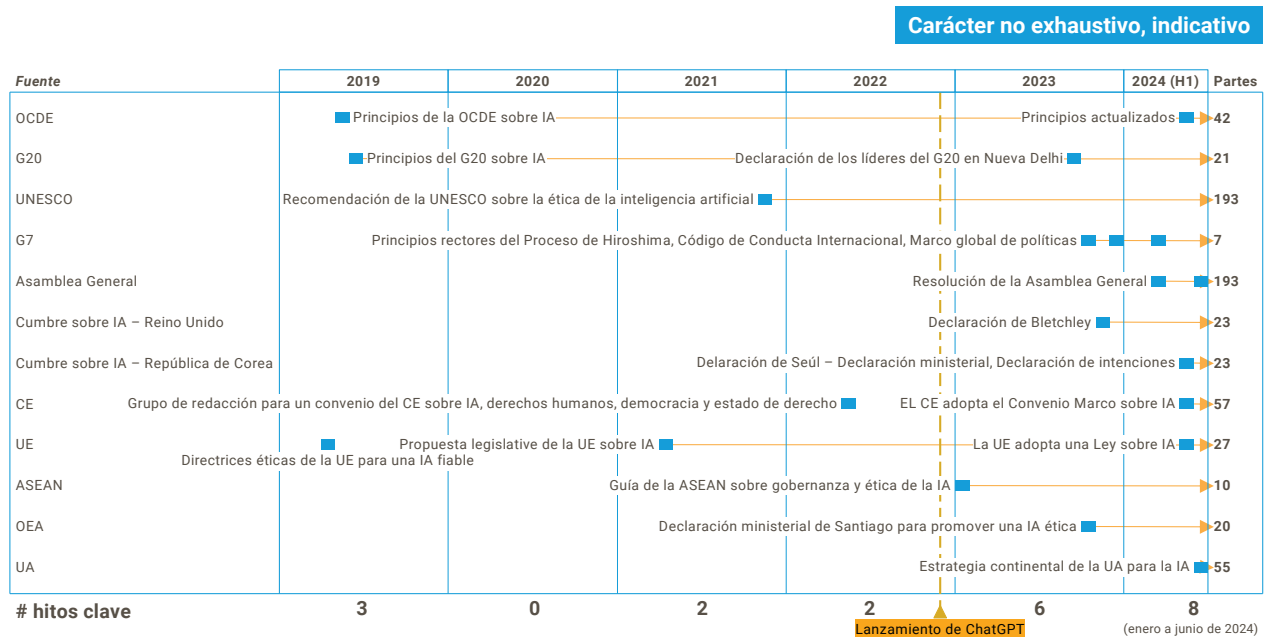 Carácter no exhaustivo, indicativo
Fuente 2019 2020 2021 2022 2023 2024 (H1) Partes
OCDE Principios de la OCDE sobre IA Principios actualizados 42
G20 Principios del G20 sobre IA Declaración de los líderes del G20 en Nueva Delhi 21
UNESCO Recomendación de la UNESCO sobre la ética de la inteligencia artificial 193
G7 Principios rectores del Proceso de Hiroshima, Código de Conducta Internacional, Marco global de políticas 7
Asamblea General Resolución de la Asamblea General 193
Cumbre sobre IA – Reino Unido Declaración de Bletchley 23
Cumbre sobre IA – República de Corea Delaración de Seúl – Declaración ministerial, Declaración de intenciones 23
CE Grupo de redacción para un convenio del CE sobre IA, derechos humanos, democracia y estado de derecho EL CE adopta el Convenio Marco sobre IA 57
UE Propuesta legislative de la UE sobre IA La UE adopta una Ley sobre IA 27
Directrices éticas de la UE para una IA fiable
ASEAN Guía de la ASEAN sobre gobernanza y ética de la IA 10
OEA Declaración ministerial de Santiago para promover una IA ética 20
UA Estrategia continental de la UA para la IA 55
# hitos clave 3 0 2 2 6 8
Lanzamiento de ChatGPT (enero a junio de 2024)